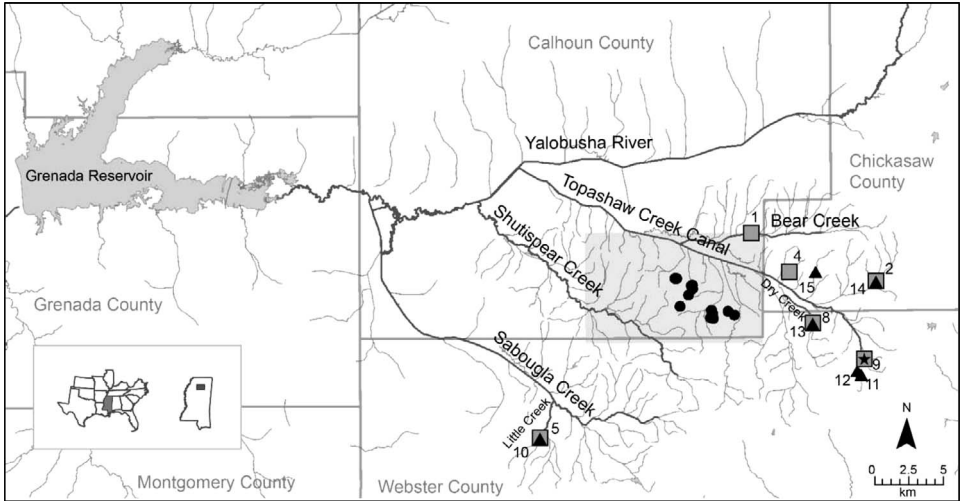 Calhoun County
Yalobusha River
Grenada Reservoir
Chickasaw
County
Topashaw Creek Canal
1
Bear Creek
Shutispear Creek
4
2
15
14
Dry Creek
8
13
Grenada County
Sabougla Creek
9
12
11
Little Creek
5
10
N
0 2.5 5
km
Montgomery County
Webster County